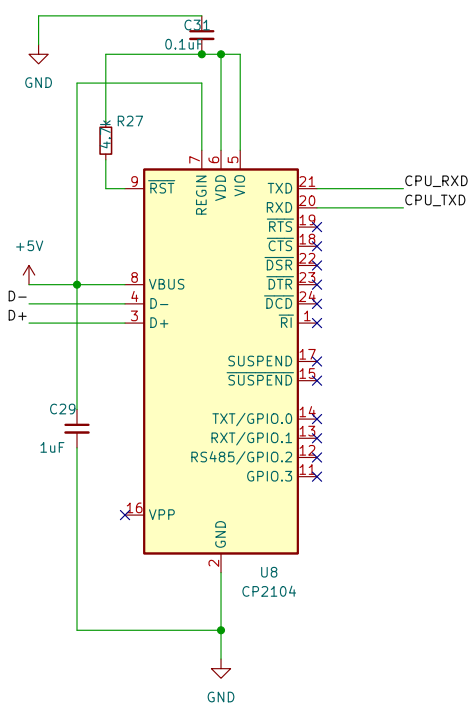 C31
0.1uF
GND
R27
4.7k
7
6
5
REGIN
VDD
VIO
9
RST
TXD
21
CPU_RXD
RXD
20
CPU_TXD
RTS
19
CTS
18
DSR
22
DTR
23
DCD
24
RI
1
+5V
8
VBUS
D-
4
D-
D+
3
D+
SUSPEND
17
SUSPEND
15
C29
1uF
TXT/GPIO.0
14
RXT/GPIO.1
13
RS485/GPIO.2
12
GPIO.3
11
16
VPP
GND
2
U8
CP2104
GND